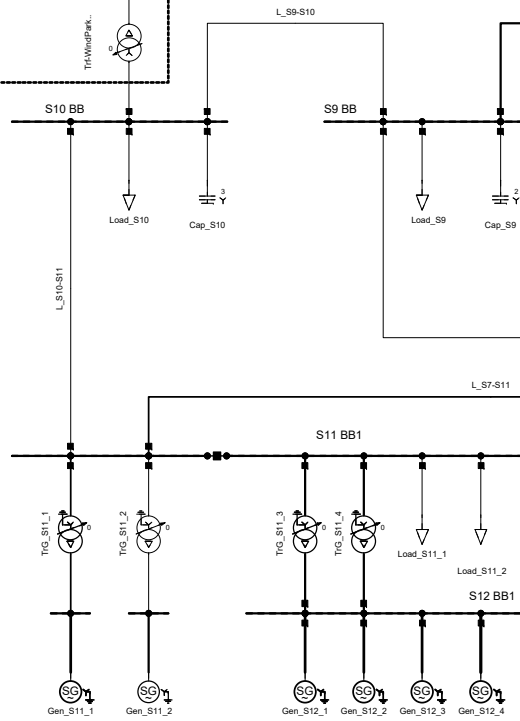 L_S9-S10
Trf-WindPark..
0
S10 BB
S9 BB
3
2
Load_S10
Cap_S10
Load_S9
Cap_S9
L_S10-S11
L_S7-S11
S11 BB1
TrG_S11_1
0
TrG_S11_2
0
TrG_S11_3
0
TrG_S11_4
0
Load_S11_1
Load_S11_2
S12 BB1
SG
SG
SG
SG
SG
SG
Gen_S11_1
Gen_S11_2
Gen_S12_1
Gen_S12_2
Gen_S12_3
Gen_S12_4